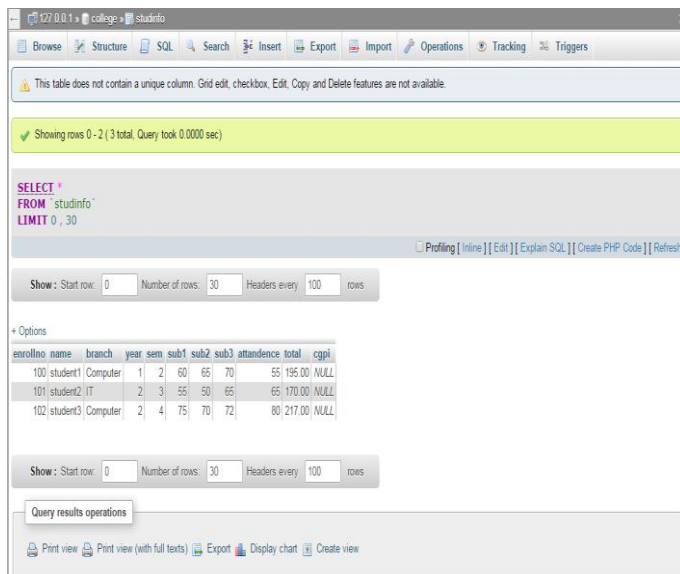 127.0.0.1 » college » studinfo
Browse Structure SQL Search Insert Export Import Operations Tracking Triggers
This table does not contain a unique column. Grid edit, checkbox, Edit, Copy and Delete features are not available.
Showing rows 0 - 2 ( 3 total, Query took 0.0000 sec)
SELECT *
FROM `studinfo`
LIMIT 0 , 30
Profiling [ Inline ] [ Edit ] [ Explain SQL ] [ Create PHP Code ] [ Refresh
Show : Start row: 0 Number of rows: 30 Headers every 100 rows
+ Options
enrollno name branch year sem sub1 sub2 sub3 attandence total cgpi
100 student1 Computer 1 2 60 65 70 55 195.00 NULL
101 student2 IT 2 3 55 50 65 65 170.00 NULL
102 student3 Computer 2 4 75 70 72 80 217.00 NULL
Show : Start row: 0 Number of rows: 30 Headers every 100 rows
Query results operations
Print view Print view (with full texts) Export Display chart Create view